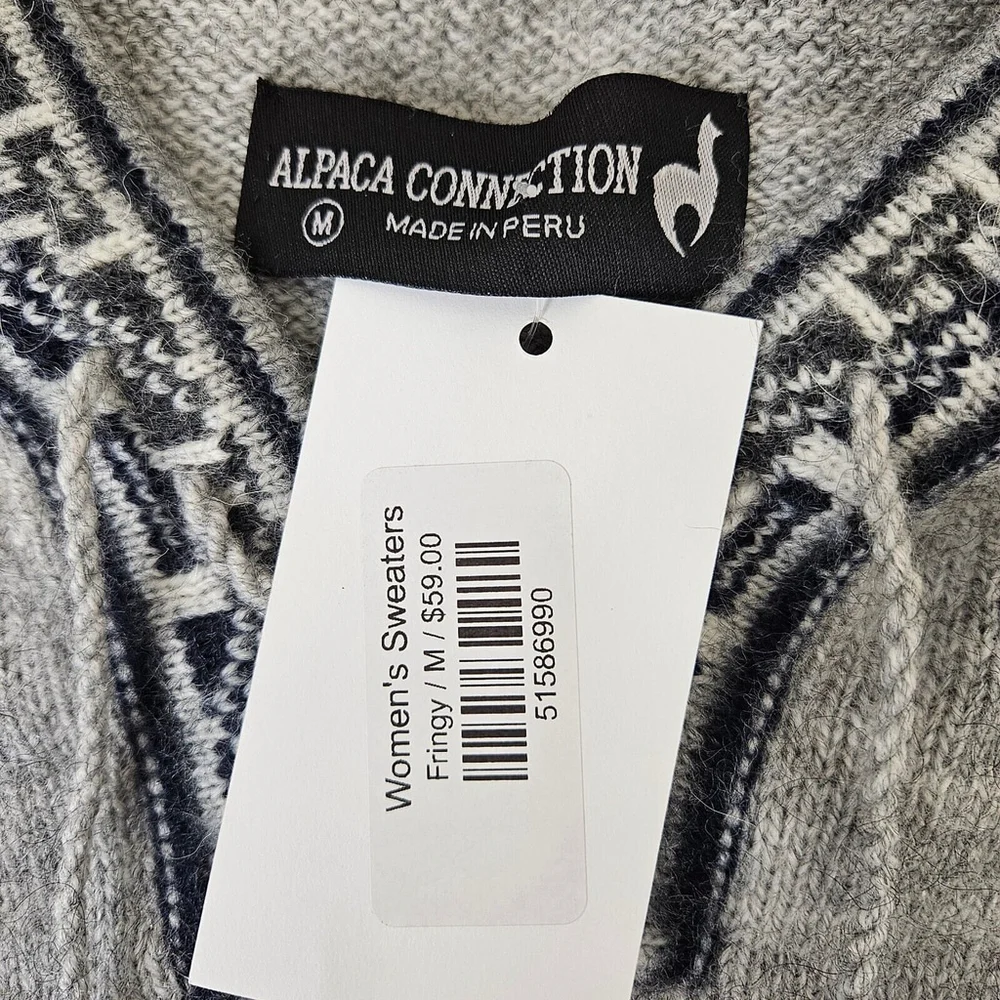 ALPACA CONNECTION
M MADE IN PERU
Women's Sweaters
Fringy / M / $59.00
51586990